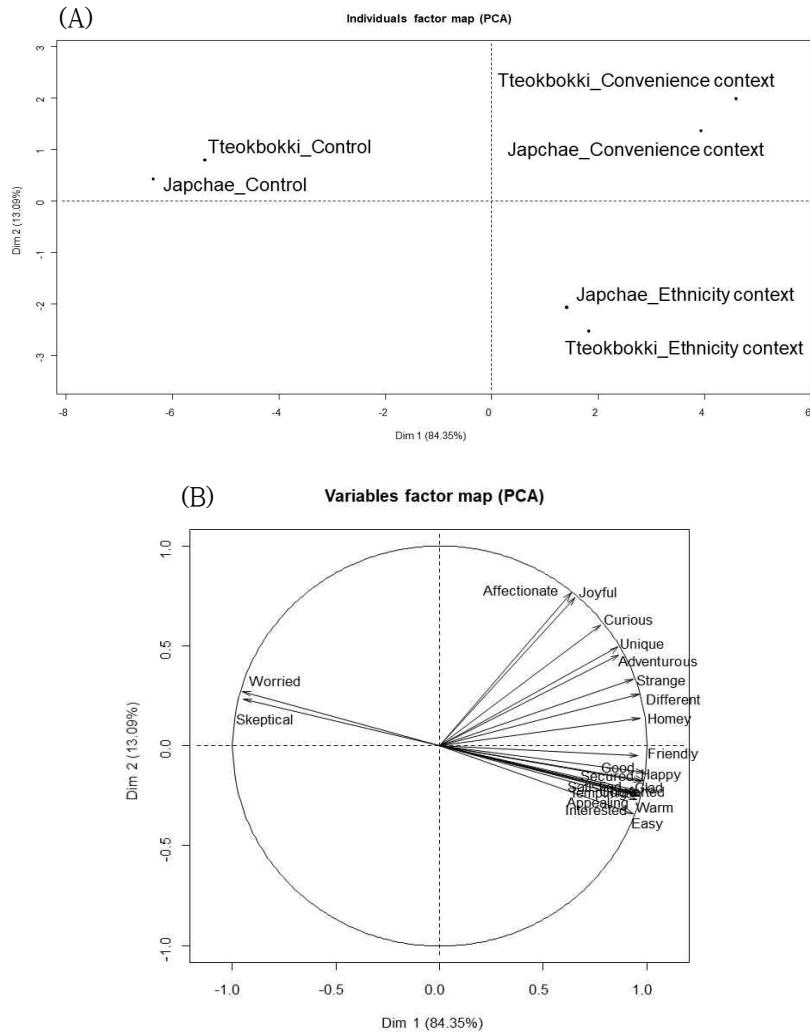 (A)
Individuals factor map (PCA)
Dim 2 (13.09%)
3
2
1
0
-1
-2
-3
Tteokbokki_Convenience context
Japchae_Convenience context
Tteokbokki_Control
Japchae_Control
Japchae_Ethnicity context
Tteokbokki_Ethnicity context
-8
-6
-4
-2
0
2
4
6
Dim 1 (84.35%)
(B)
Variables factor map (PCA)
Dim 2 (13.09%)
1.0
0.5
0.0
-0.5
-1.0
Affectionate
Joyful
Curious
Unique
Adventurous
Strange
Different
Homey
Worried
Skeptical
Friendly
Good
Happy
Secured
Satisfied
Glad
Tempting
Appealing
Warm
Interested
Easy
-1.0
-0.5
0.0
0.5
1.0
Dim 1 (84.35%)